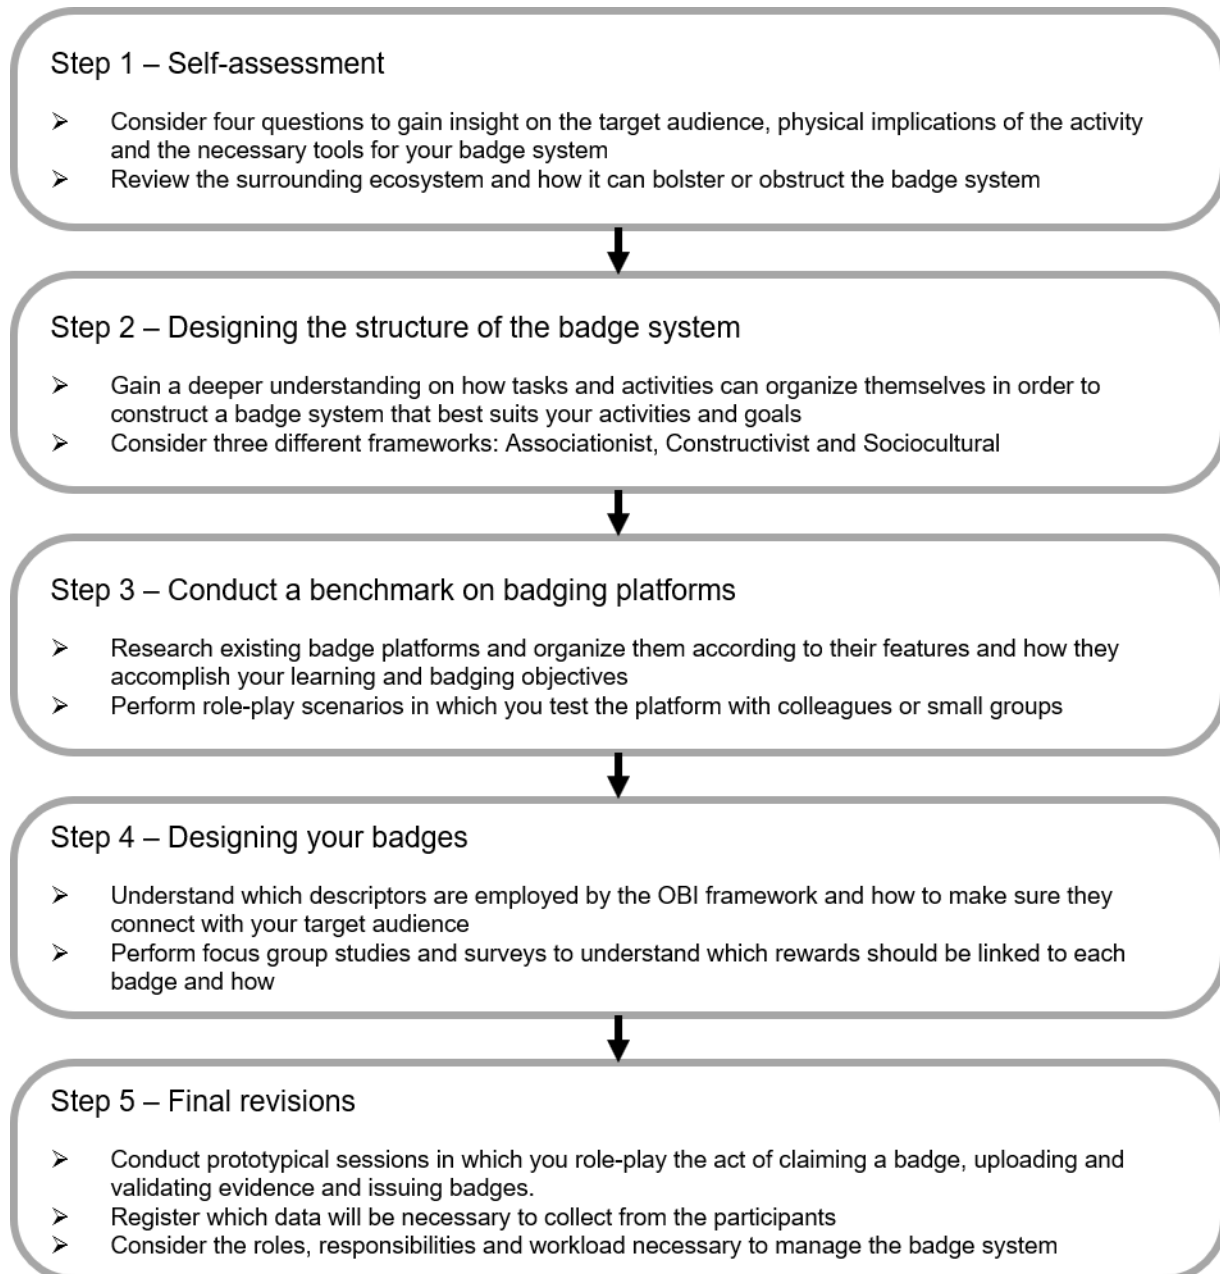 Step 1 – Self-assessment
➢ Consider four questions to gain insight on the target audience, physical implications of the activity
and the necessary tools for your badge system
➢ Review the surrounding ecosystem and how it can bolster or obstruct the badge system
Step 2 – Designing the structure of the badge system
➢ Gain a deeper understanding on how tasks and activities can organize themselves in order to
construct a badge system that best suits your activities and goals
➢ Consider three different frameworks: Associationist, Constructivist and Sociocultural
Step 3 – Conduct a benchmark on badging platforms
➢ Research existing badge platforms and organize them according to their features and how they
accomplish your learning and badging objectives
➢ Perform role-play scenarios in which you test the platform with colleagues or small groups
Step 4 – Designing your badges
➢ Understand which descriptors are employed by the OBI framework and how to make sure they
connect with your target audience
➢ Perform focus group studies and surveys to understand which rewards should be linked to each
badge and how
Step 5 – Final revisions
➢ Conduct prototypical sessions in which you role-play the act of claiming a badge, uploading and
validating evidence and issuing badges.
➢ Register which data will be necessary to collect from the participants
➢ Consider the roles, responsibilities and workload necessary to manage the badge system